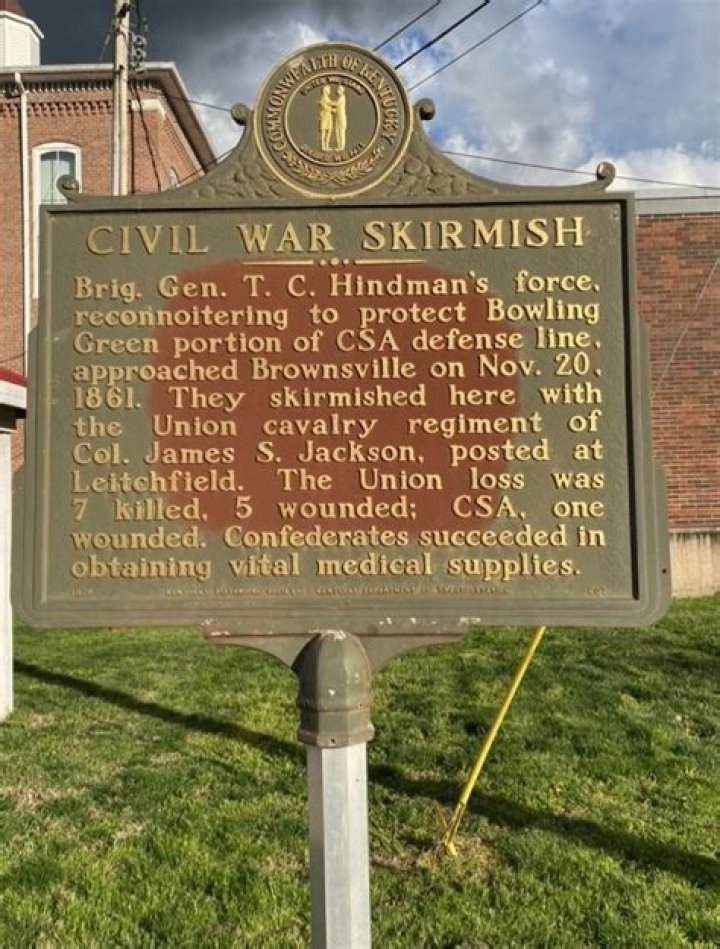 COMMONWEALTH OF KENTUCKY
CIVIL WAR SKIRMISH
Brig. Gen. T. C. Hindman's force,
reconnoitering to protect Bowling
Green portion of CSA defense line,
approached Brownsville on Nov. 20,
1861. They skirmished here with
the Union cavalry regiment of
Col. James S. Jackson, posted at
Leitchfield. The Union loss was
7 killed, 5 wounded; CSA, one
wounded. Confederates succeeded in
obtaining vital medical supplies.